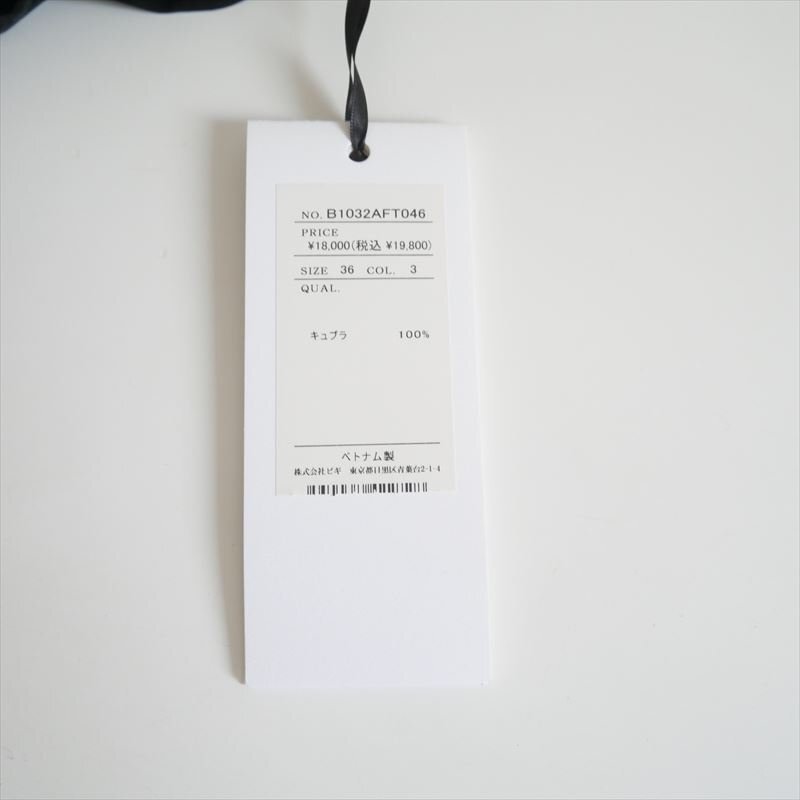 NO. B1032AFT046
PRICE
¥18,000(税込 ¥19,800)
SIZE 36 COL. 3
QUAL.
キュプラ 100%
ベトナム製
株式会社ビギ 東京都目黒区青葉台2-1-4